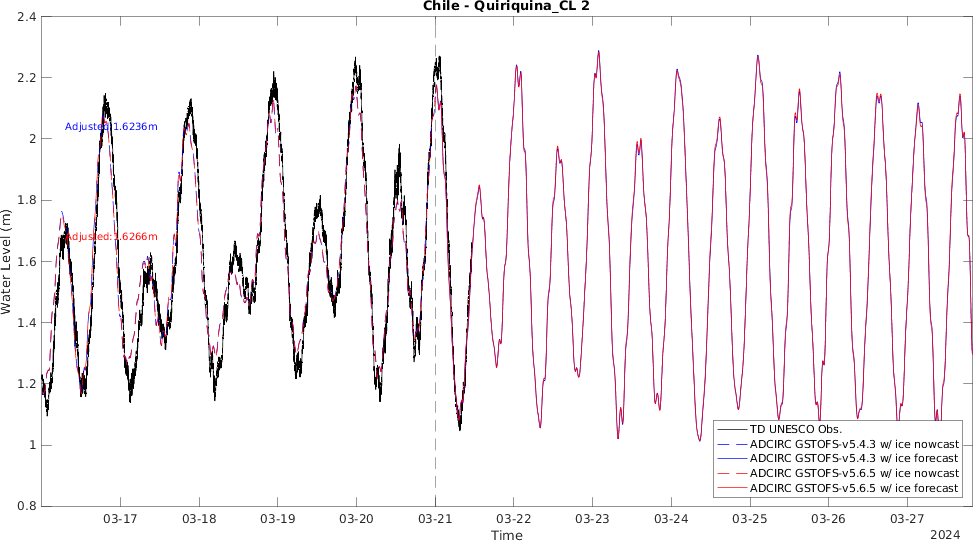 Chile - Quiriquina_CL 2
2.4
2.2
2
1.8
1.6
1.4
1.2
1
0.8
Water Level (m)
Adjusted:1.6236m
Adjusted:1.6266m
TD UNESCO Obs.
ADCIRC GSTOFS-v5.4.3 w/ ice nowcast
ADCIRC GSTOFS-v5.4.3 w/ ice forecast
ADCIRC GSTOFS-v5.6.5 w/ ice nowcast
ADCIRC GSTOFS-v5.6.5 w/ ice forecast
03-17 03-18 03-19 03-20 03-21 03-22 03-23 03-24 03-25 03-26 03-27
Time
2024